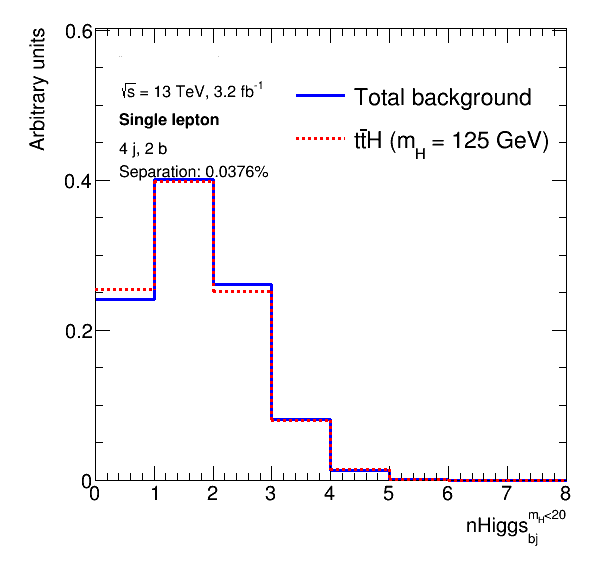 0.6
Arbitrary units
√s = 13 TeV, 3.2 fb⁻¹
Total background
Single lepton
tt̄H (m_H = 125 GeV)
4 j, 2 b
Separation: 0.0376%
0.4
0.2
0
0 1 2 3 4 5 6 7 8
nHiggs_bj^{m_H<20}